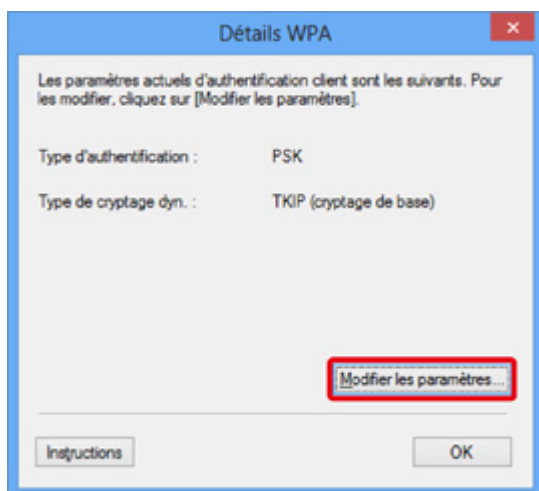 Détails WPA
Les paramètres actuels d'authentification client sont les suivants. Pour
les modifier, cliquez sur [Modifier les paramètres].
Type d'authentification : PSK
Type de cryptage dyn. : TKIP (cryptage de base)
Modifier les paramètres...
Instructions OK